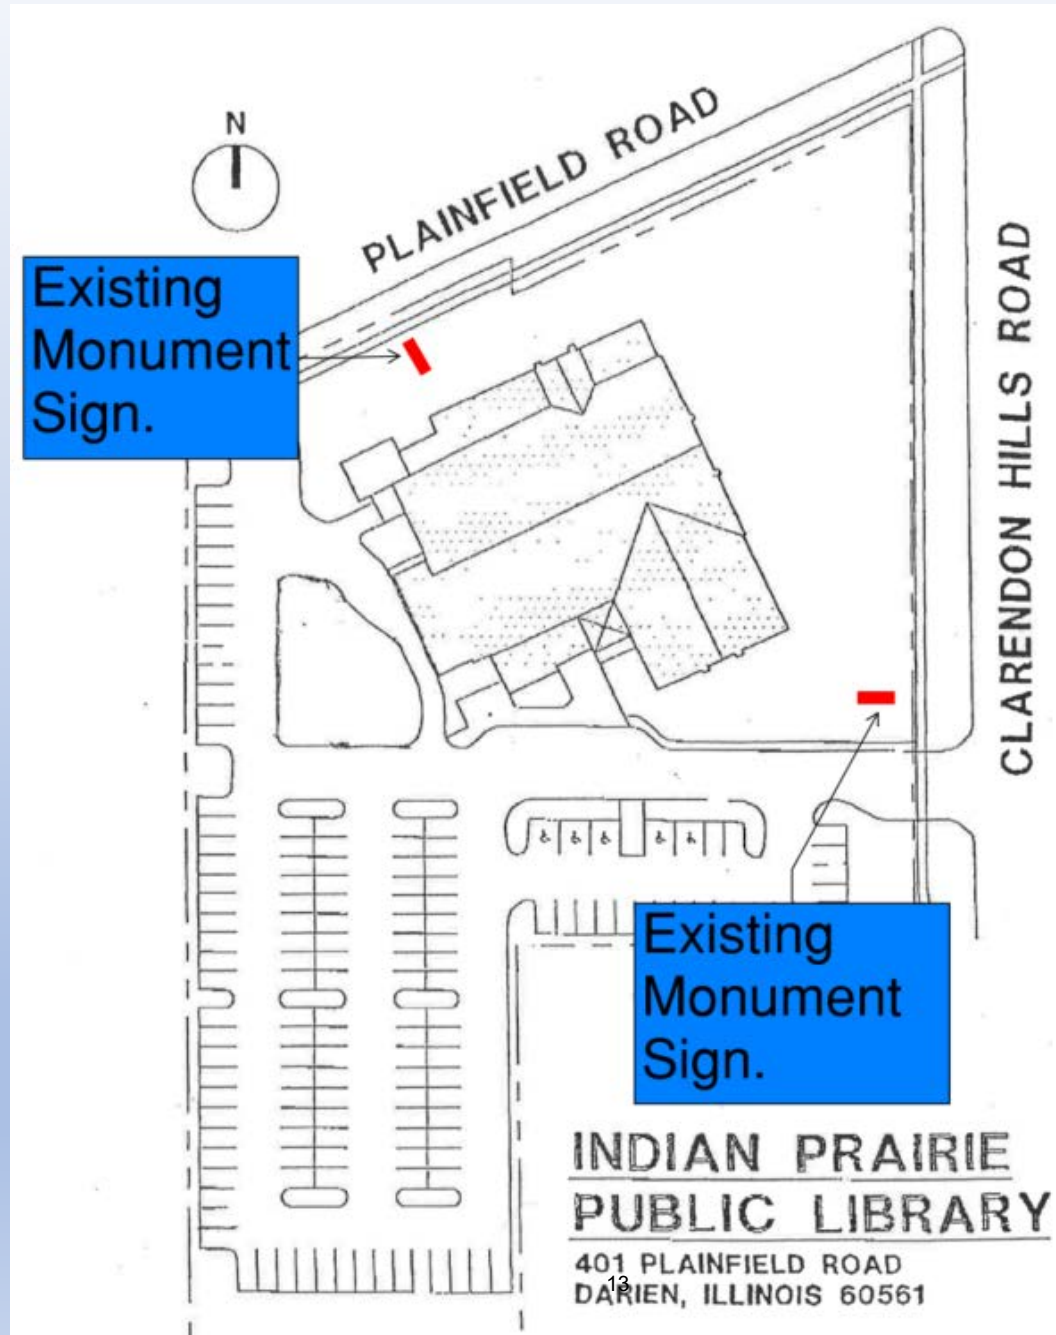 N
PLAINFIELD ROAD
Existing
Monument
Sign.
CLARENDON HILLS ROAD
Existing
Monument
Sign.
INDIAN PRAIRIE
PUBLIC LIBRARY
401 PLAINFIELD ROAD
13
DARIEN, ILLINOIS 60561